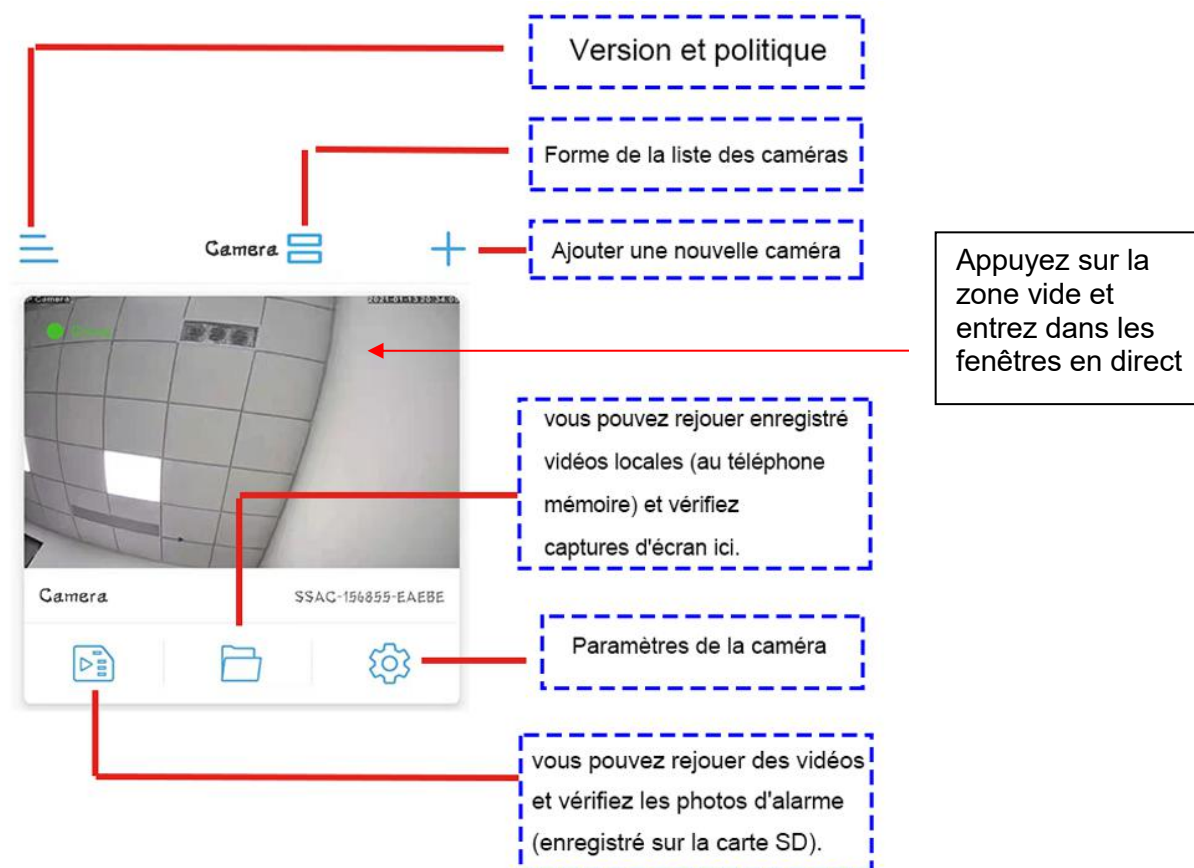 Version et politique
Forme de la liste des caméras
Camera
Ajouter une nouvelle caméra
Appuyez sur la
zone vide et
entrez dans les
fenêtres en direct
Camera
vous pouvez rejouer enregistré
vidéos locales (au téléphone
mémoire) et vérifiez
captures d'écran ici.
Camera
SSAC-156855-EAEBE
Paramètres de la caméra
vous pouvez rejouer des vidéos
et vérifiez les photos d'alarme
(enregistré sur la carte SD).